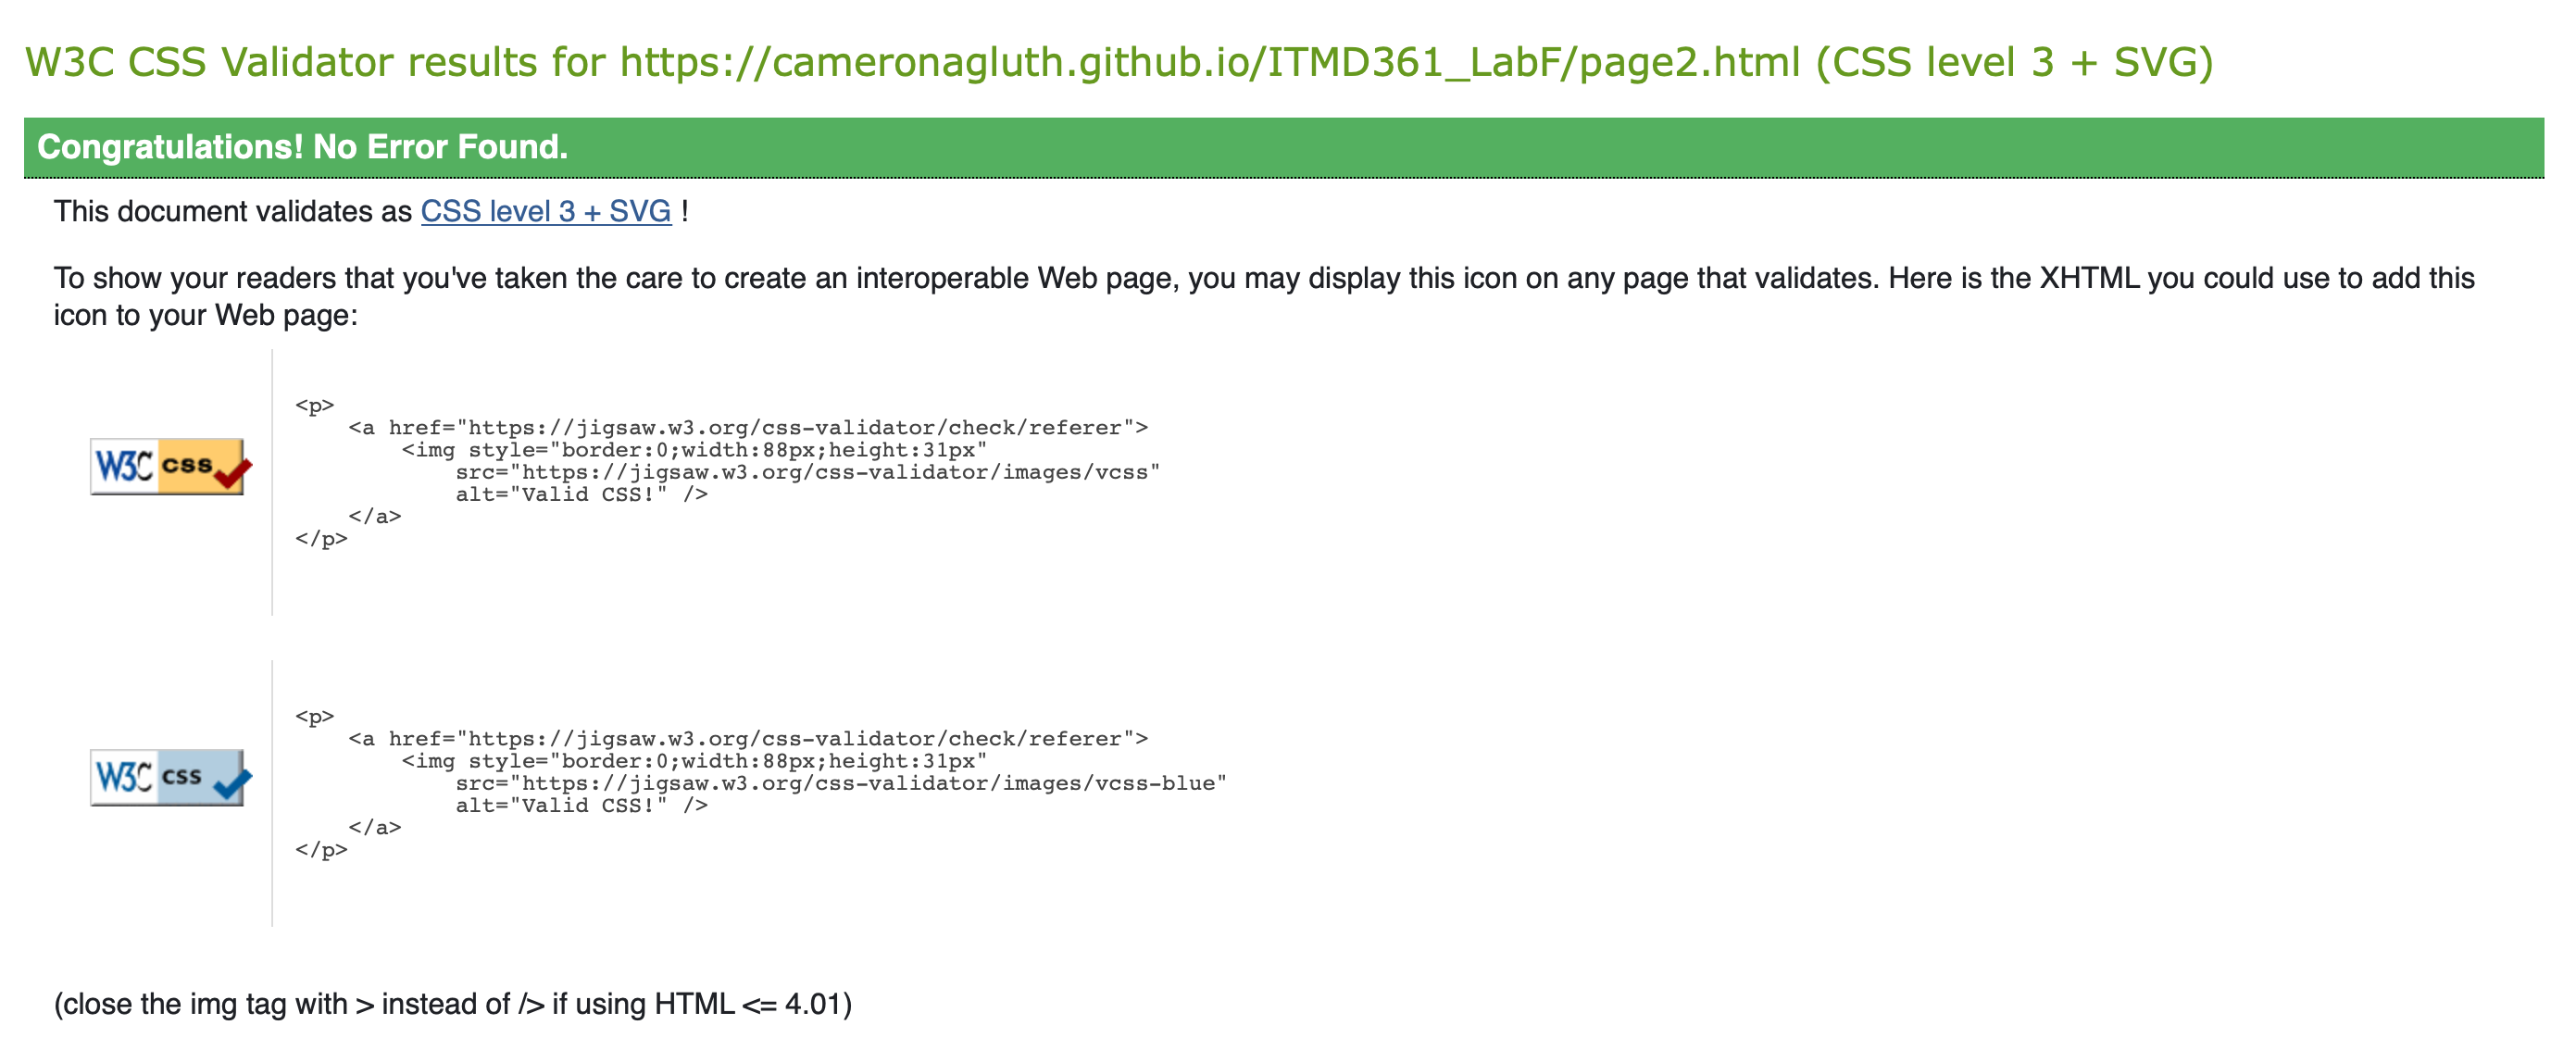 W3C CSS Validator results for https://cameronagluth.github.io/ITMD361_LabF/page2.html (CSS level 3 + SVG)
Congratulations! No Error Found.
This document validates as CSS level 3 + SVG !
To show your readers that you've taken the care to create an interoperable Web page, you may display this icon on any page that validates. Here is the XHTML you could use to add this
icon to your Web page:
W3C css
<p>
    <a href="https://jigsaw.w3.org/css-validator/check/referer">
        <img style="border:0;width:88px;height:31px"
            src="https://jigsaw.w3.org/css-validator/images/vcss"
            alt="Valid CSS!" />
    </a>
</p>
W3C css
<p>
    <a href="https://jigsaw.w3.org/css-validator/check/referer">
        <img style="border:0;width:88px;height:31px"
            src="https://jigsaw.w3.org/css-validator/images/vcss-blue"
            alt="Valid CSS!" />
    </a>
</p>
(close the img tag with > instead of /> if using HTML <= 4.01)